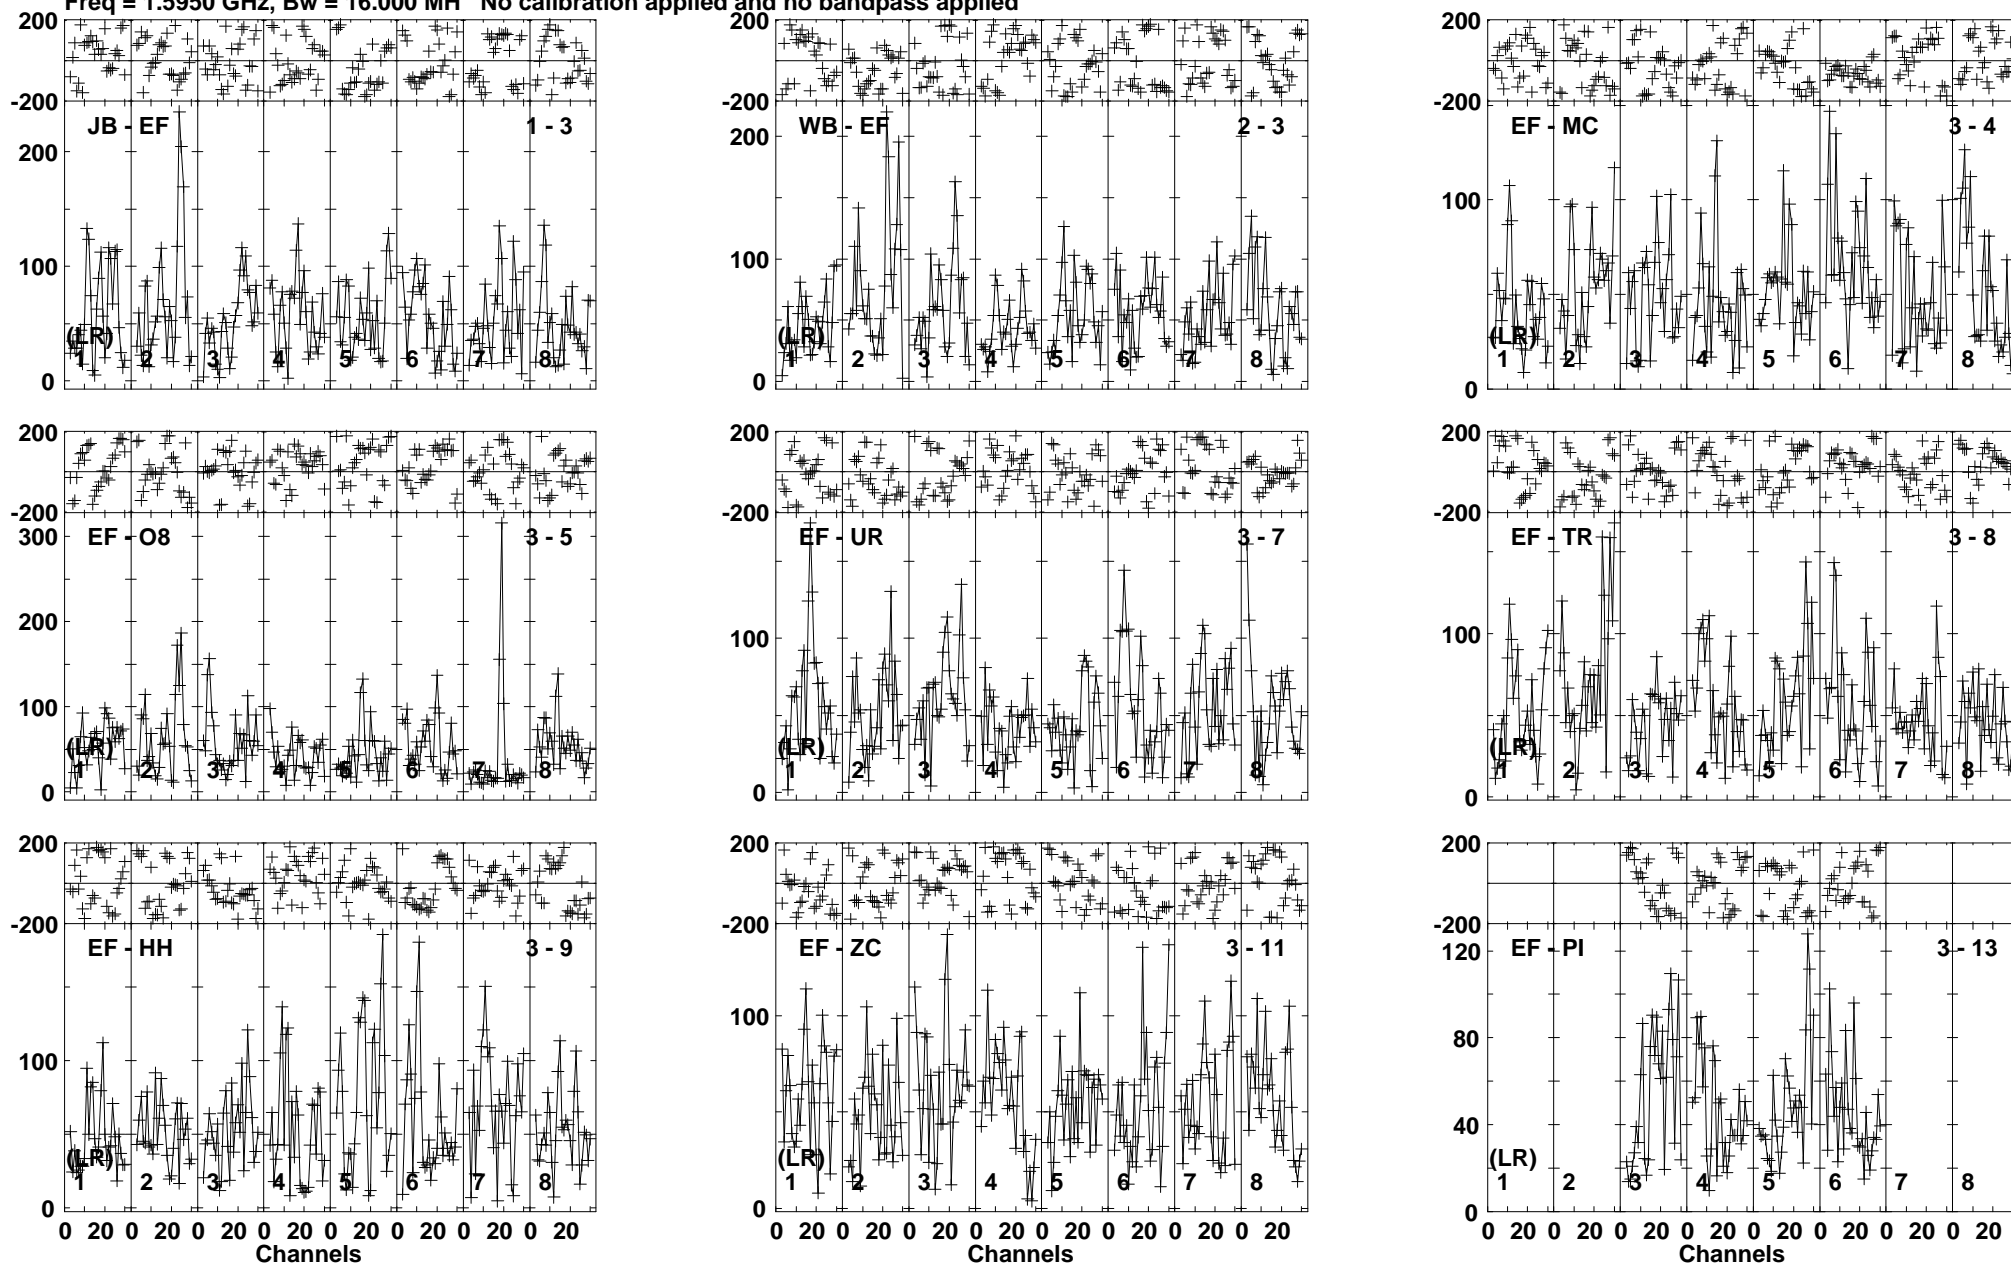 Freq = 1.5950 GHz, Bw = 16.000 MH No calibration applied and no bandpass applied
200 200 200
-200 -200 -200
JB - EF 1 - 3 WB - EF 2 - 3 EF - MC 3 - 4
200 200
100 100 100
(LR) (LR) (LR)
1 2 3 4 5 6 7 8 1 2 3 4 5 6 7 8 1 2 3 4 5 6 7 8
0 0 0
200 200 200
-200 -200 -200
300
EF - O8 3 - 5 EF - UR 3 - 7 EF - TR 3 - 8
200
100 100 100
(LR) (LR) (LR)
1 2 3 4 5 6 7 8 1 2 3 4 5 6 7 8 1 2 3 4 5 6 7 8
0 0 0
200 200 200
-200 -200 -200
EF - HH 3 - 9 EF - ZC 3 - 11 EF - PI 3 - 13
120
100 100 80
40
(LR) (LR) (LR)
1 2 3 4 5 6 7 8 1 2 3 4 5 6 7 8 1 2 3 4 5 6 7 8
0 0 0
0 20 0 20 0 20 0 20 0 20 0 20 0 20 0 20 0 20 0 20 0 20 0 20 0 20 0 20 0 20 0 20 0 20 0 20 0 20 0 20 0 20 0 20 0 20 0 20
Channels Channels Channels